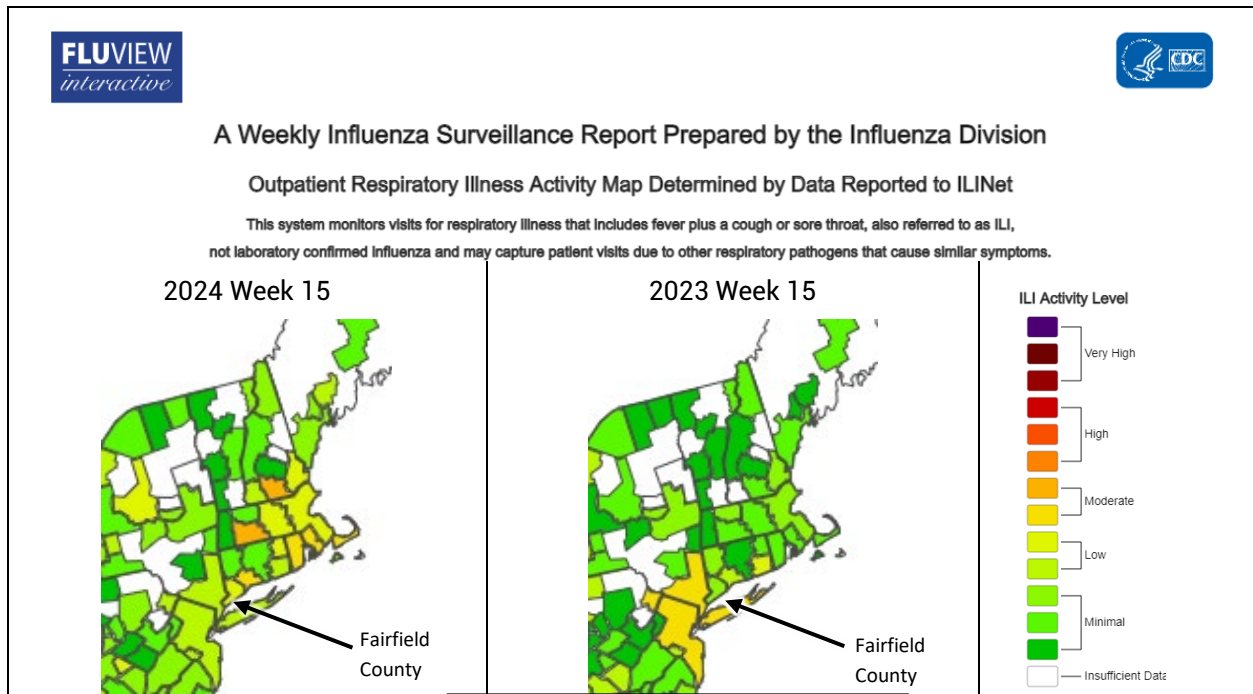 FLUVIEW
interactive
CDC
A Weekly Influenza Surveillance Report Prepared by the Influenza Division
Outpatient Respiratory Illness Activity Map Determined by Data Reported to ILINet
This system monitors visits for respiratory illness that includes fever plus a cough or sore throat, also referred to as ILI,
not laboratory confirmed influenza and may capture patient visits due to other respiratory pathogens that cause similar symptoms.
2024 Week 15
Fairfield
County
2023 Week 15
Fairfield
County
ILI Activity Level
Very High
High
Moderate
Low
Minimal
Insufficient Data